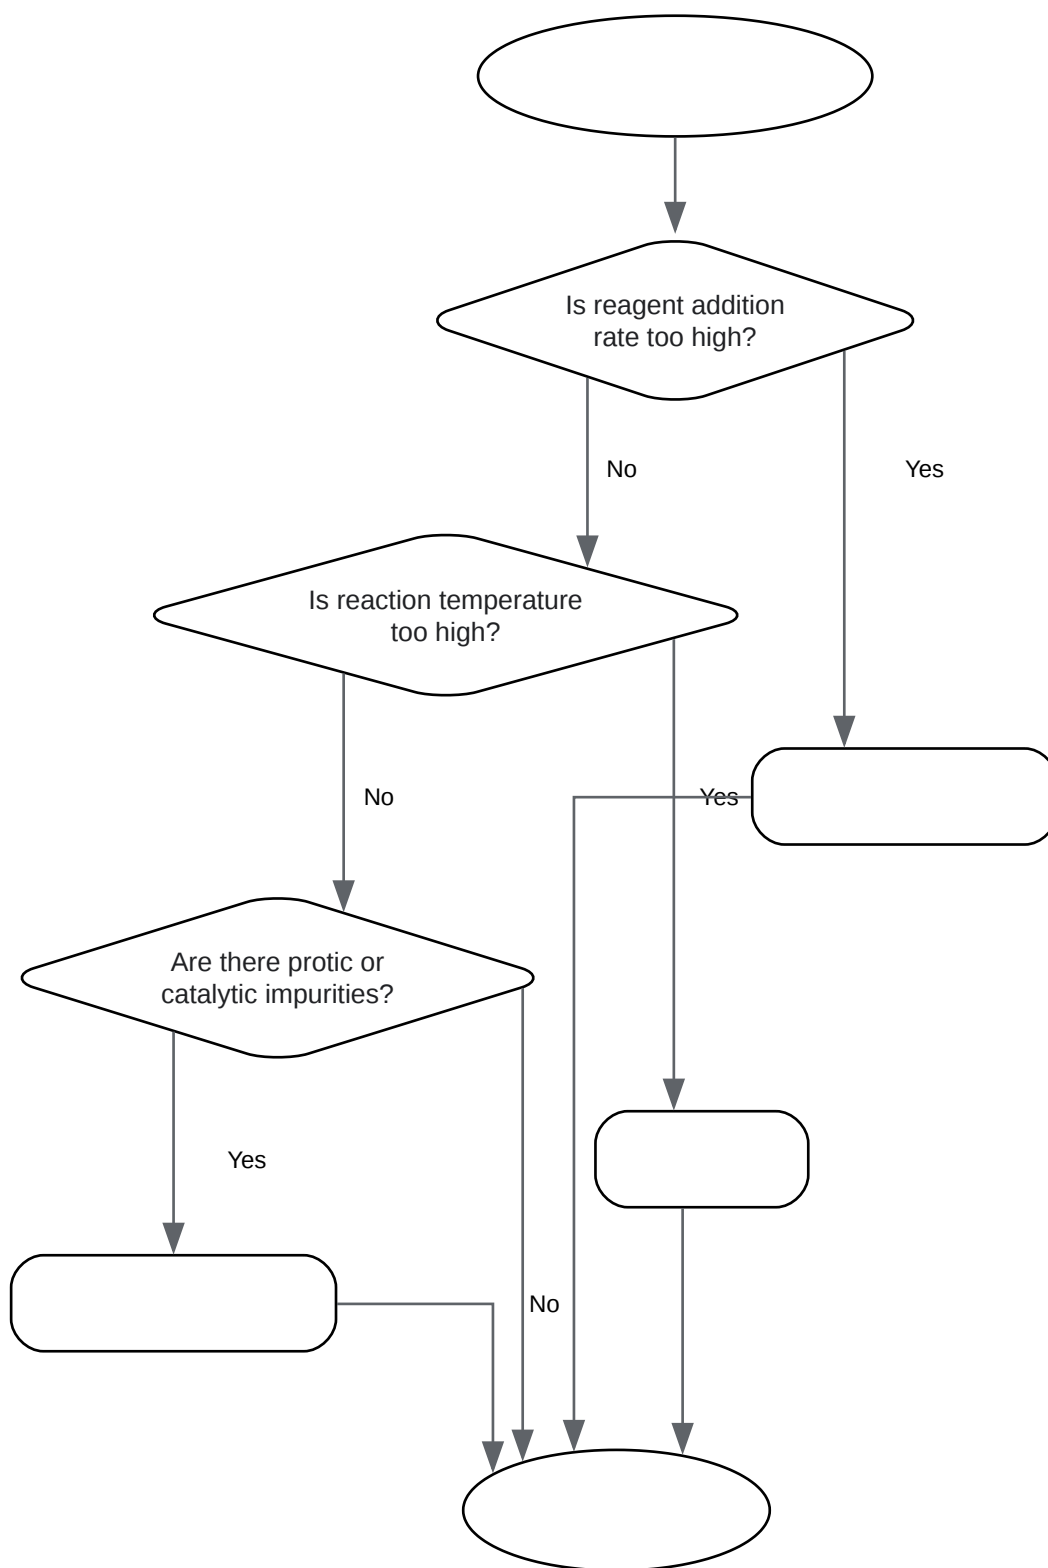 Is reagent addition
rate too high?
No
Yes
Is reaction temperature
too high?
No
Yes
Are there protic or
catalytic impurities?
Yes
No